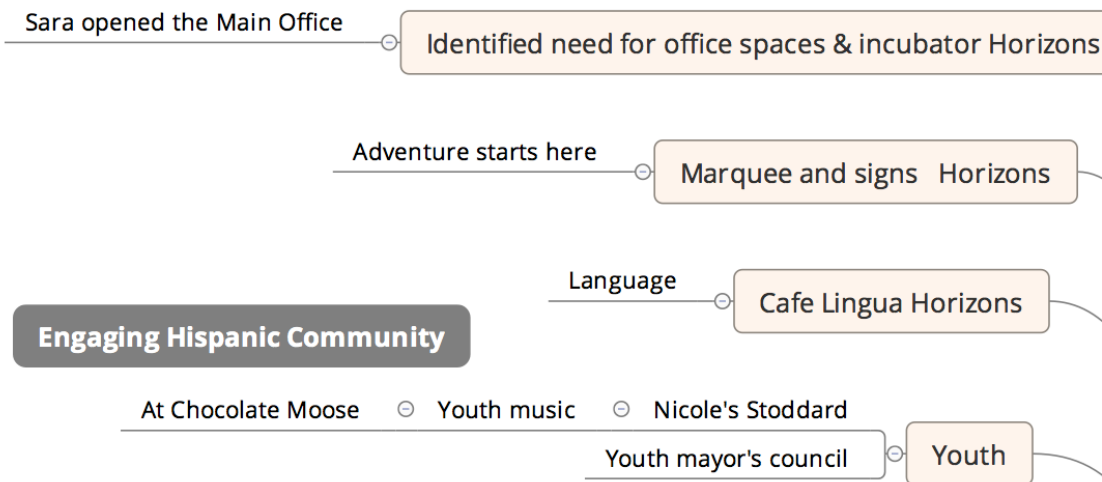 Sara opened the Main Office
Identified need for office spaces & incubator Horizons
Adventure starts here
Marquee and signs   Horizons
Language
Cafe Lingua Horizons
Engaging Hispanic Community
At Chocolate Moose
Youth music
Nicole's Stoddard
Youth mayor's council
Youth